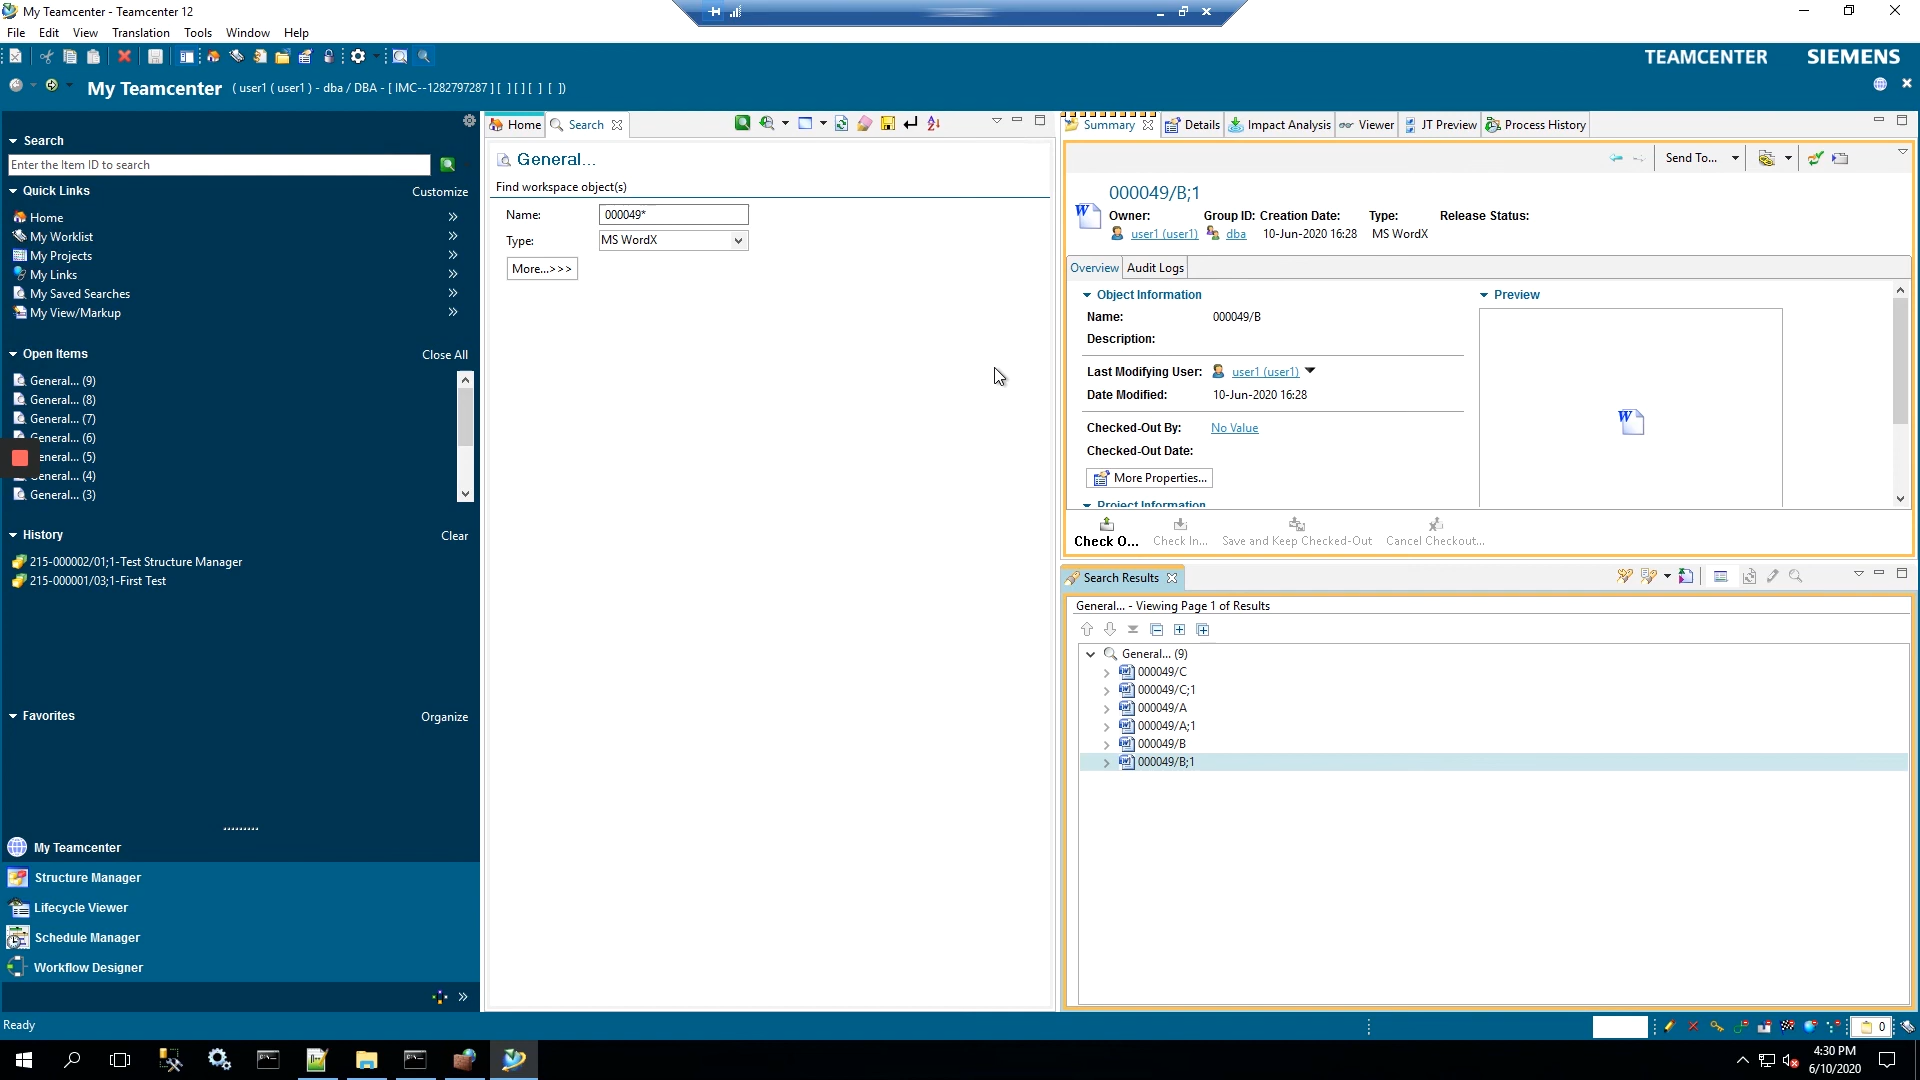 My Teamcenter - Teamcenter 12
File Edit View Translation Tools Window Help
TEAMCENTER SIEMENS
My Teamcenter ( user1 ( user1 ) - dba / DBA - [ IMC--1282797287 ] [ ] [ ] [ ] [ ])
Search
Enter the Item ID to search
Quick Links Customize
Home
My Worklist
My Projects
My Links
My Saved Searches
My View/Markup
Open Items Close All
General... (9)
General... (8)
General... (7)
General... (6)
eneral... (5)
eneral... (4)
General... (3)
History Clear
215-000002/01;1-Test Structure Manager
215-000001/03;1-First Test
Favorites Organize
My Teamcenter
Structure Manager
Lifecycle Viewer
Schedule Manager
Workflow Designer
Ready
Home Search
General...
Find workspace object(s)
Name: 000049*
Type: MS WordX
More...>>>
Summary Details Impact Analysis Viewer JT Preview Process History
Send To...
000049/B;1
Owner: Group ID: Creation Date: Type: Release Status:
user1 (user1) dba 10-Jun-2020 16:28 MS WordX
Overview Audit Logs
Object Information
Name: 000049/B
Description:
Last Modifying User: user1 (user1)
Date Modified: 10-Jun-2020 16:28
Checked-Out By: No Value
Checked-Out Date:
More Properties...
Project Information
Preview
Check O... Check In... Save and Keep Checked-Out Cancel Checkout...
Search Results
General... - Viewing Page 1 of Results
General... (9)
000049/C
000049/C;1
000049/A
000049/A;1
000049/B
000049/B;1
0
4:30 PM
6/10/2020